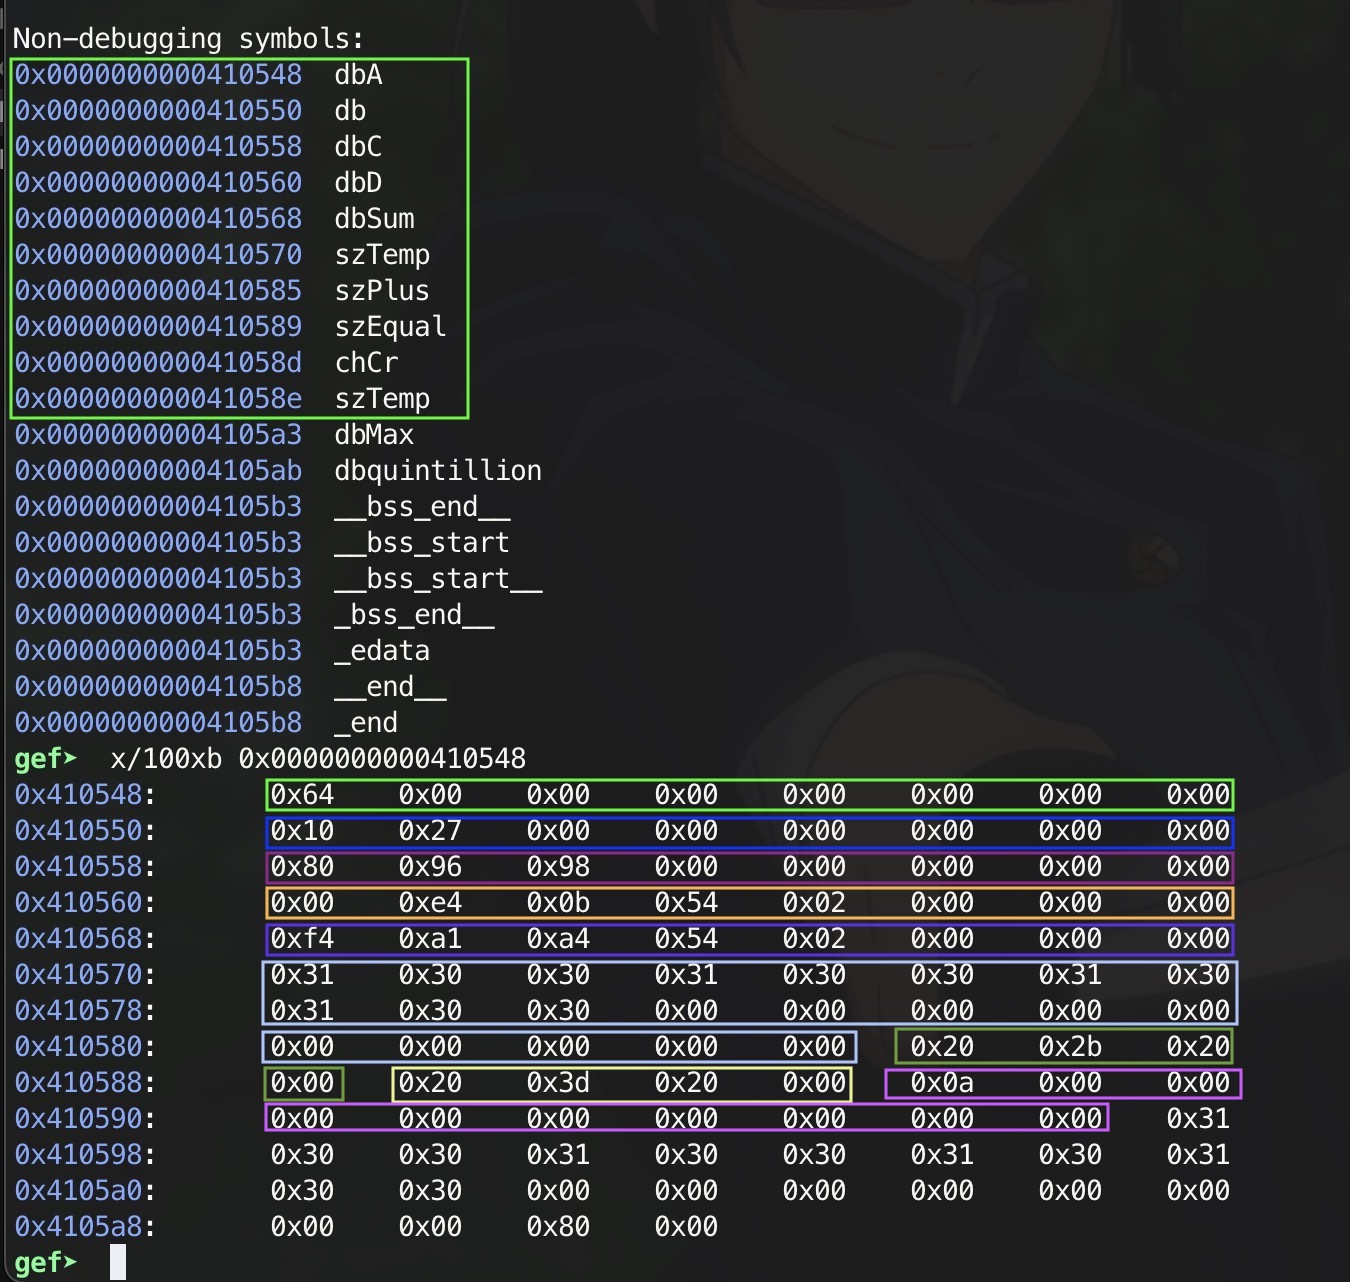 Non-debugging symbols:
0x0000000000410548  dbA
0x0000000000410550  db
0x0000000000410558  dbC
0x0000000000410560  dbD
0x0000000000410568  dbSum
0x0000000000410570  szTemp
0x0000000000410585  szPlus
0x0000000000410589  szEqual
0x000000000041058d  chCr
0x000000000041058e  szTemp
0x00000000004105a3  dbMax
0x00000000004105ab  dbquintillion
0x00000000004105b3  __bss_end__
0x00000000004105b3  __bss_start
0x00000000004105b3  __bss_start__
0x00000000004105b3  _bss_end__
0x00000000004105b3  _edata
0x00000000004105b8  __end__
0x00000000004105b8  _end
gef➤  x/100xb 0x0000000000410548
0x410548:	0x64	0x00	0x00	0x00	0x00	0x00	0x00	0x00
0x410550:	0x10	0x27	0x00	0x00	0x00	0x00	0x00	0x00
0x410558:	0x80	0x96	0x98	0x00	0x00	0x00	0x00	0x00
0x410560:	0x00	0xe4	0x0b	0x54	0x02	0x00	0x00	0x00
0x410568:	0xf4	0xa1	0xa4	0x54	0x02	0x00	0x00	0x00
0x410570:	0x31	0x30	0x30	0x31	0x30	0x30	0x31	0x30
0x410578:	0x31	0x30	0x30	0x00	0x00	0x00	0x00	0x00
0x410580:	0x00	0x00	0x00	0x00	0x00	0x20	0x2b	0x20
0x410588:	0x00	0x20	0x3d	0x20	0x00	0x0a	0x00	0x00
0x410590:	0x00	0x00	0x00	0x00	0x00	0x00	0x00	0x31
0x410598:	0x30	0x30	0x31	0x30	0x30	0x31	0x30	0x31
0x4105a0:	0x30	0x30	0x00	0x00	0x00	0x00	0x00	0x00
0x4105a8:	0x00	0x00	0x80	0x00
gef➤